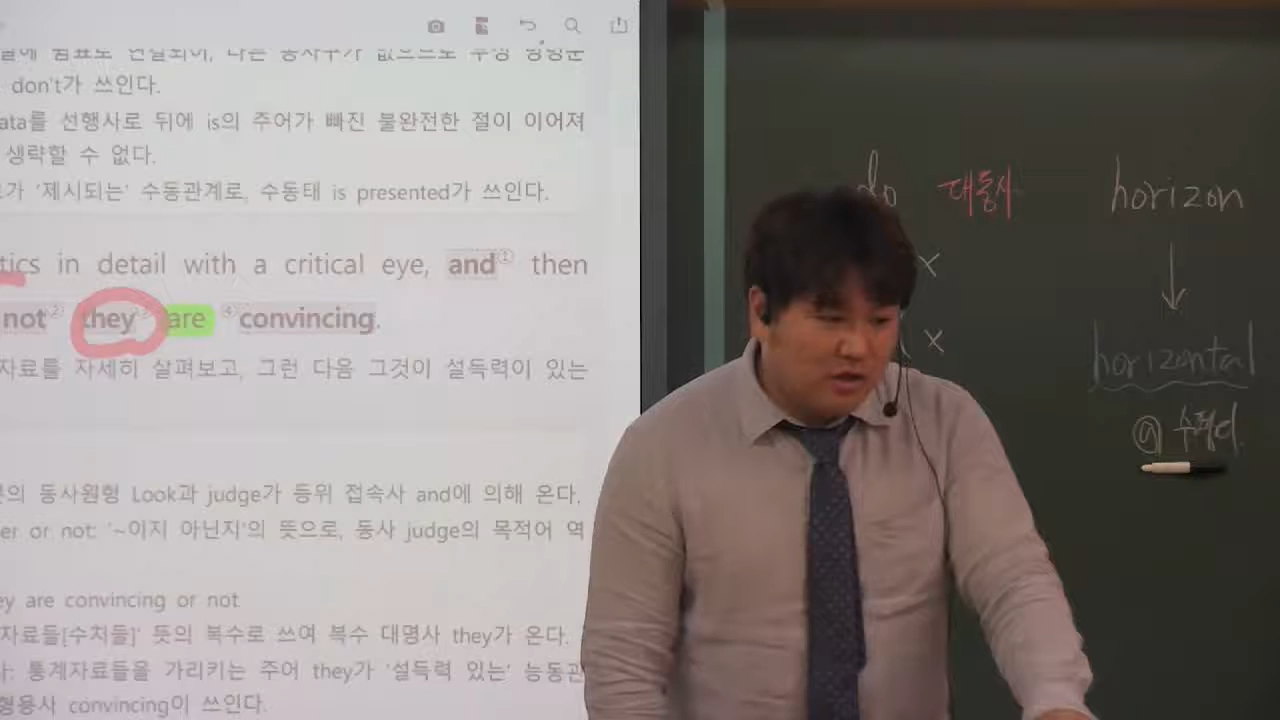 don't가 쓰인다.
ata를 선행사로 뒤에 is의 주어가 빠진 불완전한 절이 이어져
생략할 수 없다.
가 '제시되는' 수동관계로, 수동태 is presented가 쓰인다.
tics in detail with a critical eye, and① then
not② they③ are ④convincing.
자료를 자세히 살펴보고, 그런 다음 그것이 설득력이 있는
의 동사원형 Look과 judge가 등위 접속사 and에 의해 온다.
er or not: '~이지 아닌지'의 뜻으로, 동사 judge의 목적어 역
ey are convincing or not
자료들[수치들]' 뜻의 복수로 쓰여 복수 대명사 they가 온다.
사: 통계자료들을 가리키는 주어 they가 '설득력 있는' 능동관
형용사 convincing이 쓰인다.
do 대동사
×
×
horizon
↓
horizontal
ⓐ 수평의